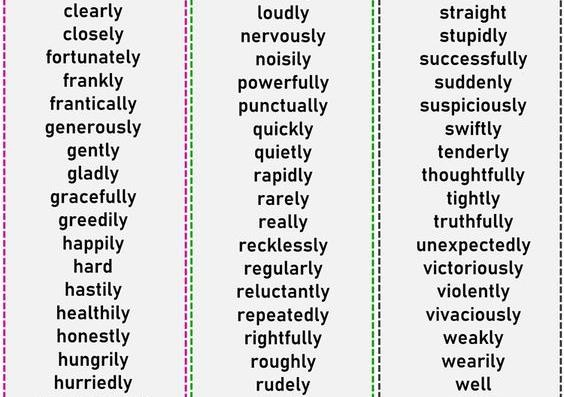 clearly
closely
fortunately
frankly
frantically
generously
gently
gladly
gracefully
greedily
happily
hard
hastily
healthily
honestly
hungrily
hurriedly
loudly
nervously
noisily
powerfully
punctually
quickly
quietly
rapidly
rarely
really
recklessly
regularly
reluctantly
repeatedly
rightfully
roughly
rudely
straight
stupidly
successfully
suddenly
suspiciously
swiftly
tenderly
thoughtfully
tightly
truthfully
unexpectedly
victoriously
violently
vivaciously
weakly
wearily
well